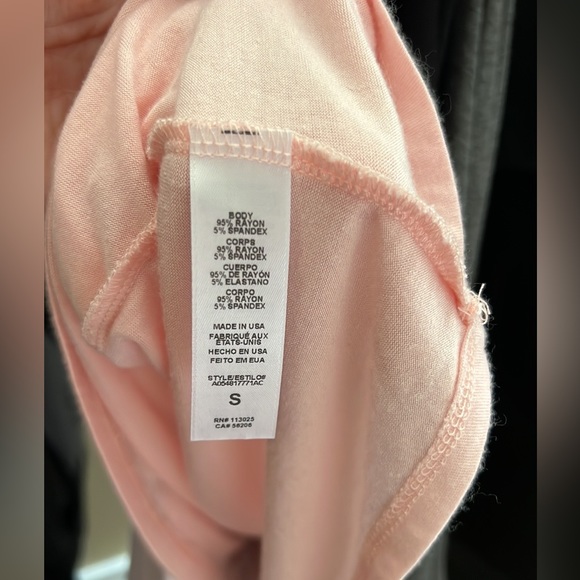 BODY
95% RAYON
5% SPANDEX
CORPS
95% RAYON
5% SPANDEX
CUERPO
95% DE RAYÓN
5% ELASTANO
CORPO
95% RAYON
5% SPANDEX
MADE IN USA
FABRIQUÉ AUX
ÉTATS-UNIS
HECHO EN USA
FEITO EM EUA
STYLE/ESTILO#
A054817771AC
S
RN# 113025
CA# 56206